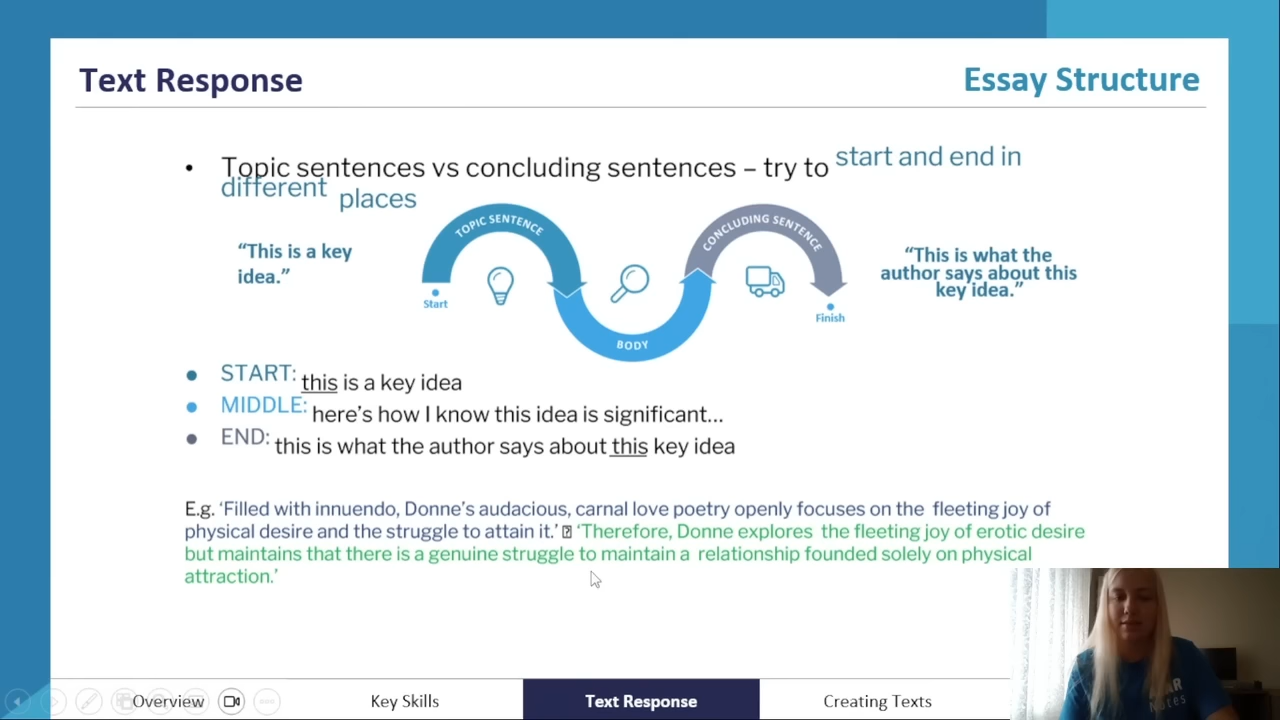 Text Response
Essay Structure
• Topic sentences vs concluding sentences – try to start and end in
different places
“This is a key
idea.”
TOPIC SENTENCE
CONCLUDING SENTENCE
“This is what the
author says about this
key idea.”
Start
Finish
BODY
• START: this is a key idea
• MIDDLE: here’s how I know this idea is significant...
• END: this is what the author says about this key idea
E.g. ‘Filled with innuendo, Donne’s audacious, carnal love poetry openly focuses on the fleeting joy of
physical desire and the struggle to attain it.’ ‘Therefore, Donne explores the fleeting joy of erotic desire
but maintains that there is a genuine struggle to maintain a relationship founded solely on physical
attraction.’
Notes
Overview
Key Skills
Text Response
Creating Texts